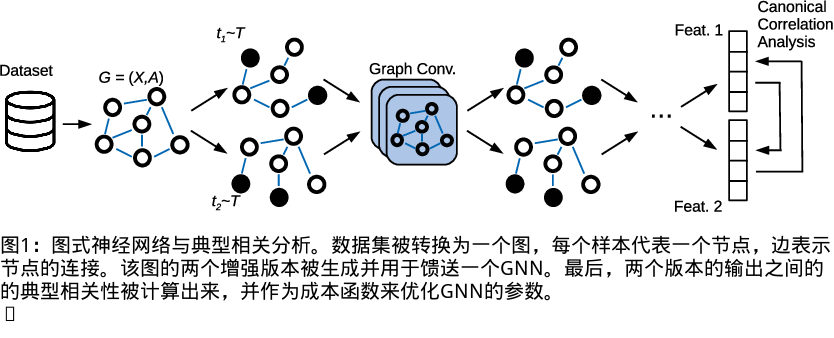 Dataset
G = (X,A)
t1~T
t2~T
Graph Conv.
...
Feat. 1
Feat. 2
Canonical
Correlation
Analysis
图1：图式神经网络与典型相关分析。数据集被转换为一个图，每个样本代表一个节点，边表示
节点的连接。该图的两个增强版本被生成并用于馈送一个GNN。最后，两个版本的输出之间的
的典型相关性被计算出来，并作为成本函数来优化GNN的参数。